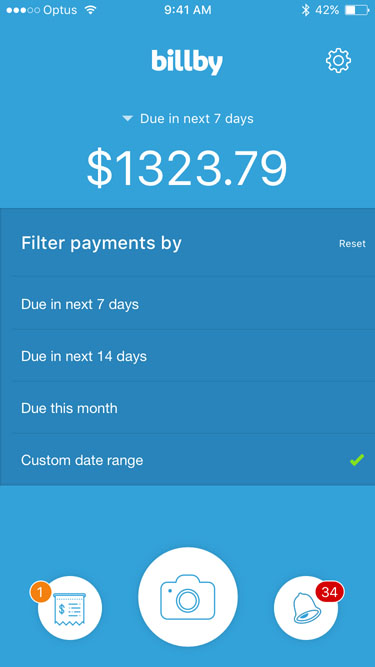 Optus 9:41 AM 42%
billby
Due in next 7 days
$1323.79
Filter payments by Reset
Due in next 7 days
Due in next 14 days
Due this month
Custom date range
1 34
$